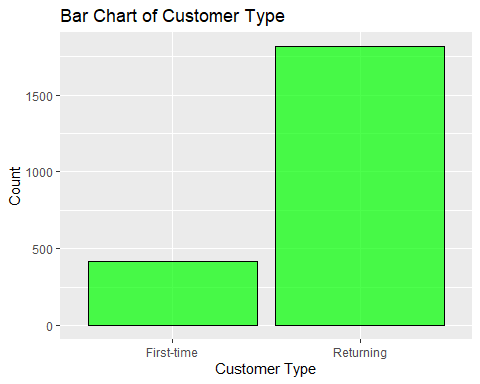 Bar Chart of Customer Type
Count
1500
1000
500
0
First-time Returning
Customer Type